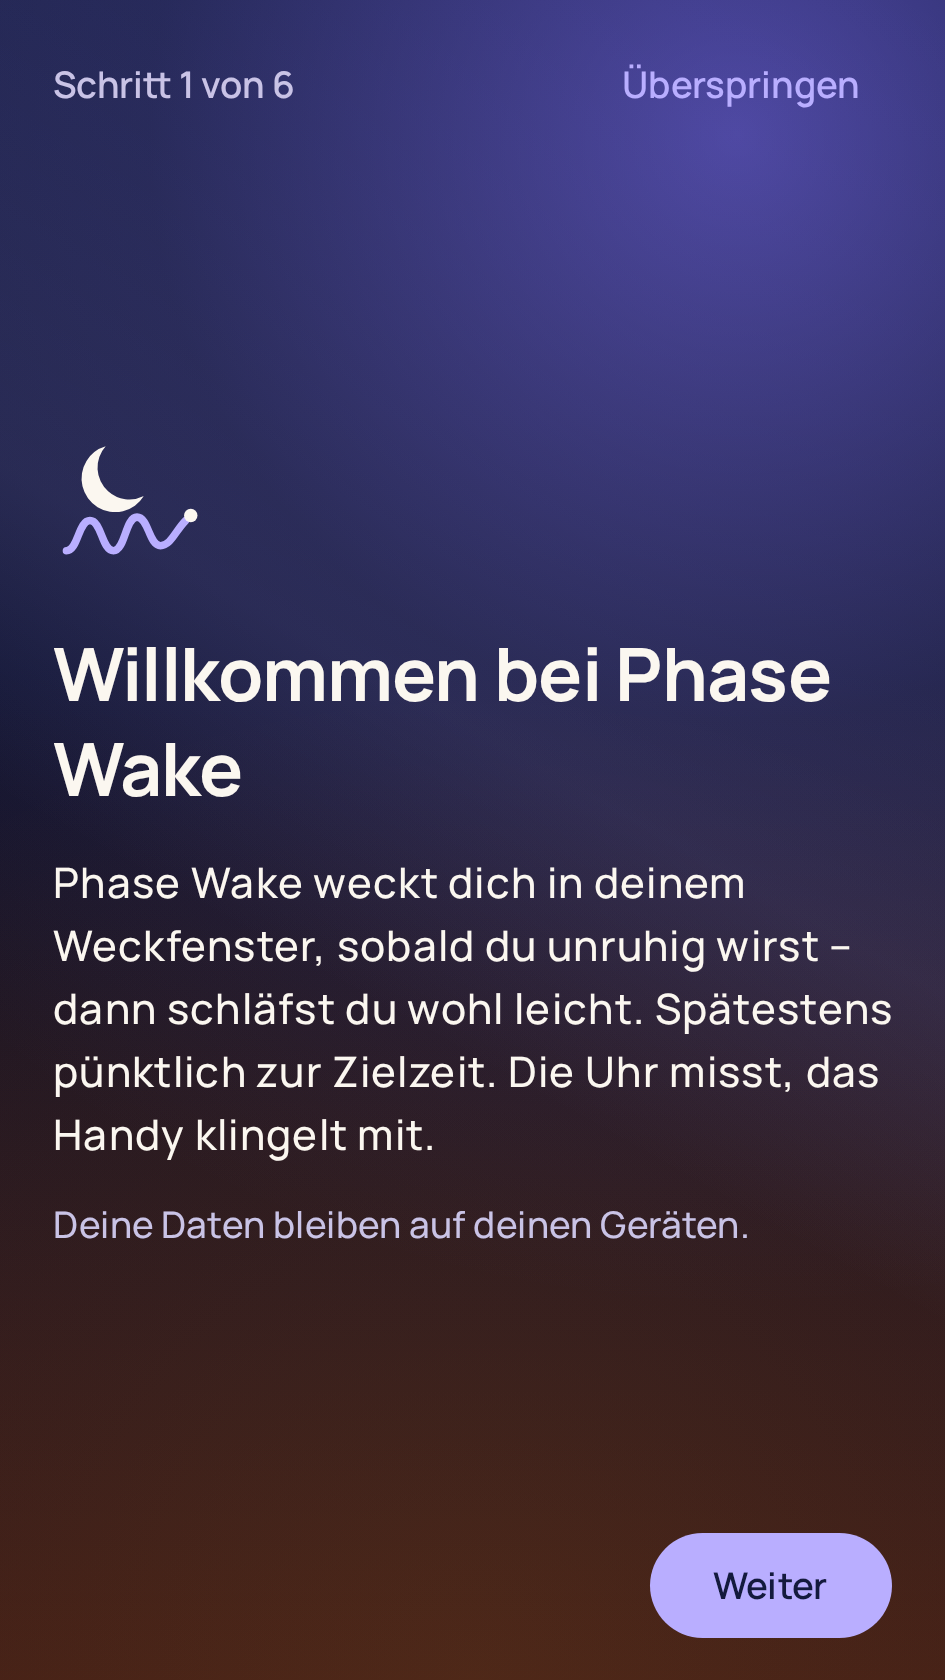 Schritt 1 von 6
Überspringen
Willkommen bei Phase
Wake
Phase Wake weckt dich in deinem
Weckfenster, sobald du unruhig wirst –
dann schläfst du wohl leicht. Spätestens
pünktlich zur Zielzeit. Die Uhr misst, das
Handy klingelt mit.
Deine Daten bleiben auf deinen Geräten.
Weiter